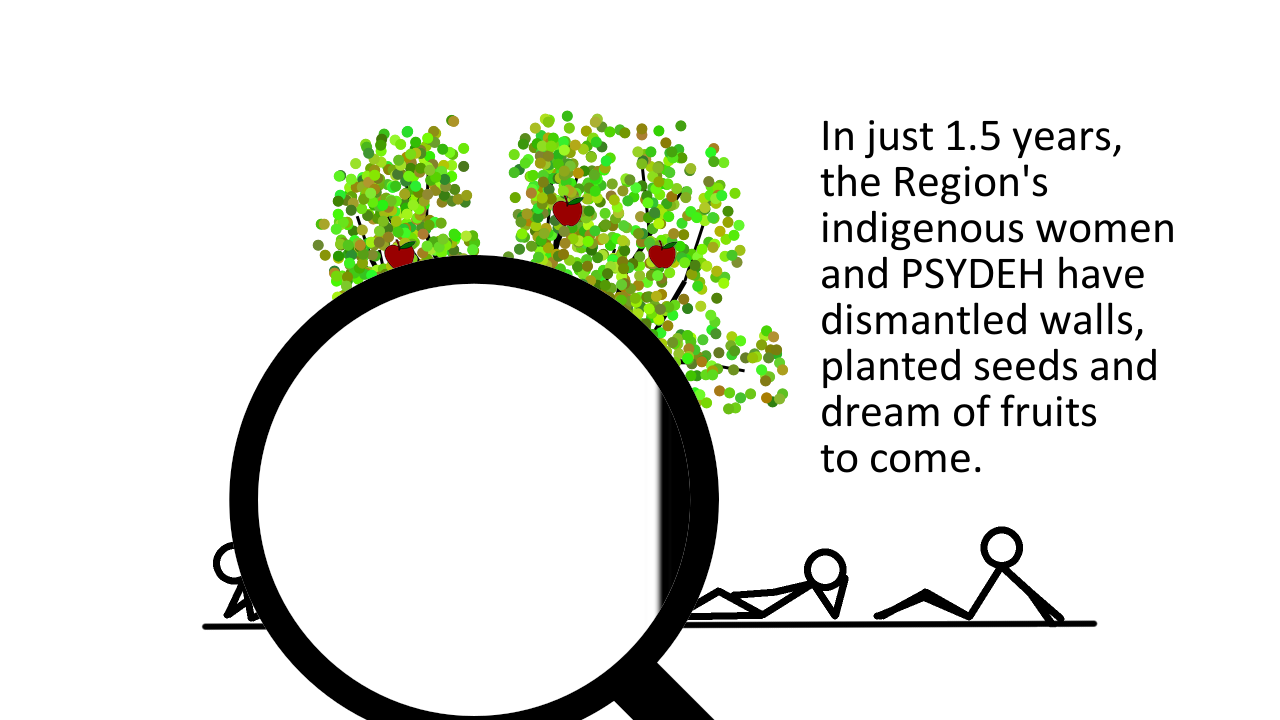 In just 1.5 years,
the Region's
indigenous women
and PSYDEH have
dismantled walls,
planted seeds and
dream of fruits
to come.